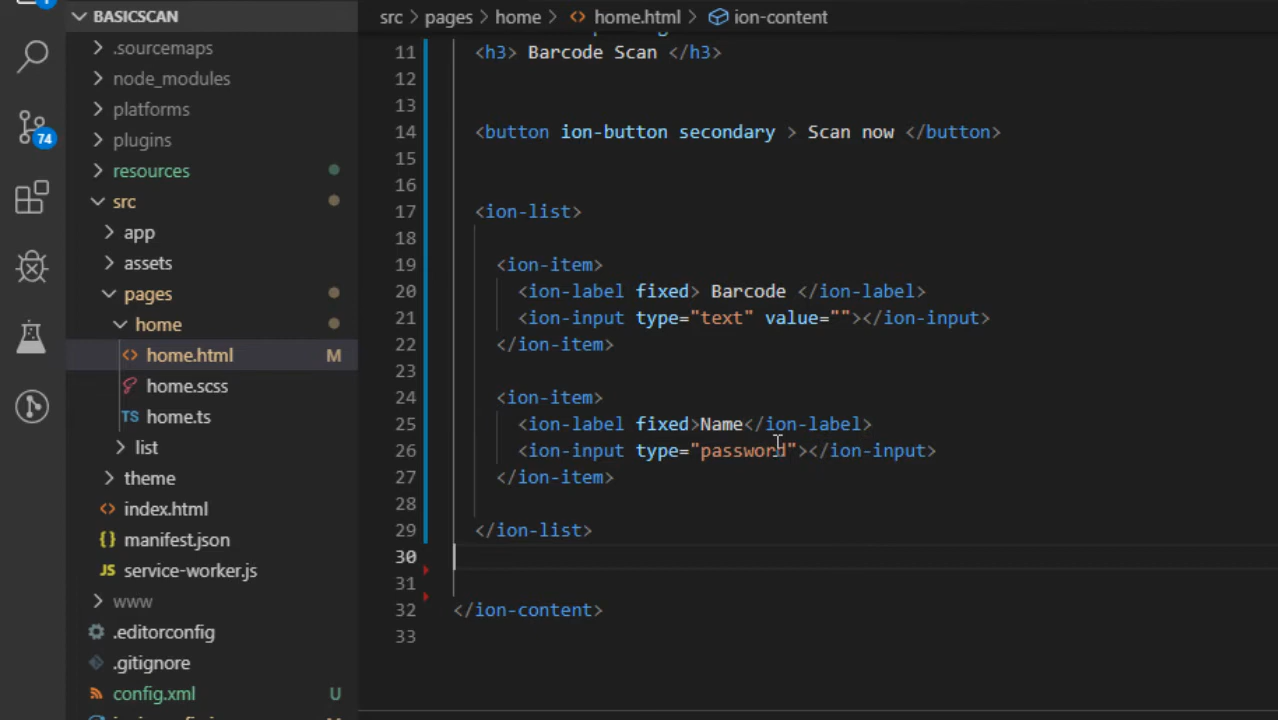 BASICSCAN
.sourcemaps
node_modules
platforms
74
plugins
resources
src
app
assets
pages
home
home.html M
home.scss
TS home.ts
list
theme
index.html
{} manifest.json
JS service-worker.js
www
.editorconfig
.gitignore
config.xml U
src > pages > home > home.html > ion-content
11 <h3> Barcode Scan </h3>
12
13
14 <button ion-button secondary > Scan now </button>
15
16
17 <ion-list>
18
19 <ion-item>
20 <ion-label fixed> Barcode </ion-label>
21 <ion-input type="text" value=""></ion-input>
22 </ion-item>
23
24 <ion-item>
25 <ion-label fixed>Name</ion-label>
26 <ion-input type="password"></ion-input>
27 </ion-item>
28
29 </ion-list>
30
31
32 </ion-content>
33